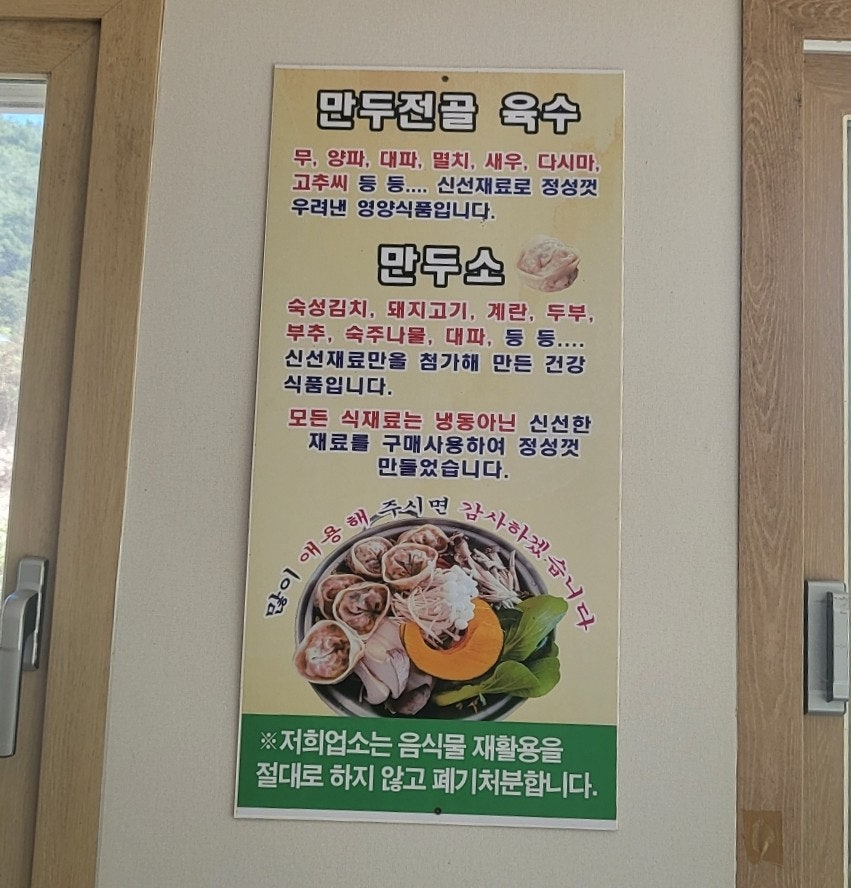 만두전골 육수
무, 양파, 대파, 멸치, 새우, 다시마,
고추씨 등 등.... 신선재료로 정성껏
우려낸 영양식품입니다.
만두소
숙성김치, 돼지고기, 계란, 두부,
부추, 숙주나물, 대파, 등 등....
신선재료만을 첨가해 만든 건강
식품입니다.
모든 식재료는 냉동아닌 신선한
재료를 구매사용하여 정성껏
만들었습니다.
많이 애용해 주시면 감사하겠습니다
※저희업소는 음식물 재활용을
절대로 하지 않고 폐기처분합니다.